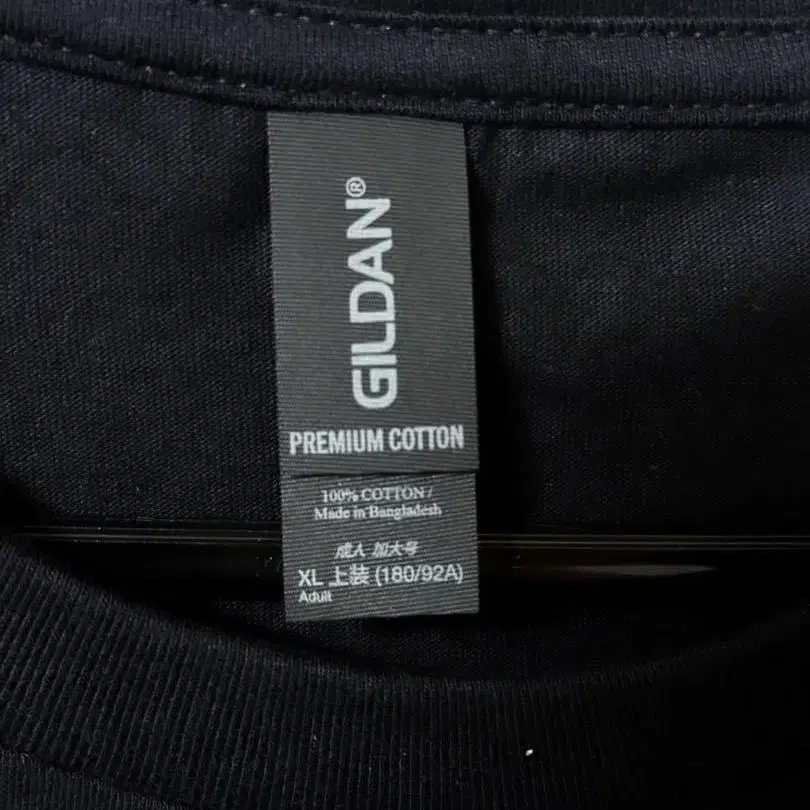 GILDAN®
PREMIUM COTTON
100% COTTON /
Made in Bangladesh
成人 加大号
XL 上装 (180/92A)
Adult